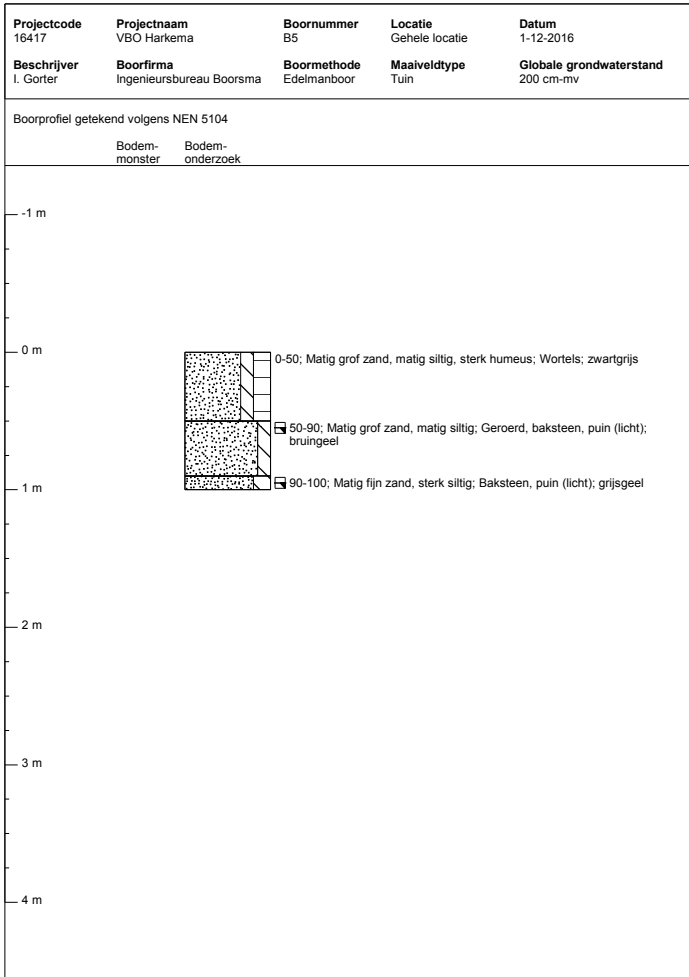 Projectcode Projectnaam Boornummer Locatie Datum
16417 VBO Harkema B5 Gehele locatie 1-12-2016
Beschrijver Boorfirma Boormethode Maaiveldtype Globale grondwaterstand
I. Gorter Ingenieursbureau Boorsma Edelmanboor Tuin 200 cm-mv
Boorprofiel getekend volgens NEN 5104
Bodem- Bodem-
monster onderzoek
-1 m
0 m
0-50; Matig grof zand, matig siltig, sterk humeus; Wortels; zwartgrijs
50-90; Matig grof zand, matig siltig; Geroerd, baksteen, puin (licht);
bruingeel
1 m
90-100; Matig fijn zand, sterk siltig; Baksteen, puin (licht); grijsgeel
2 m
3 m
4 m